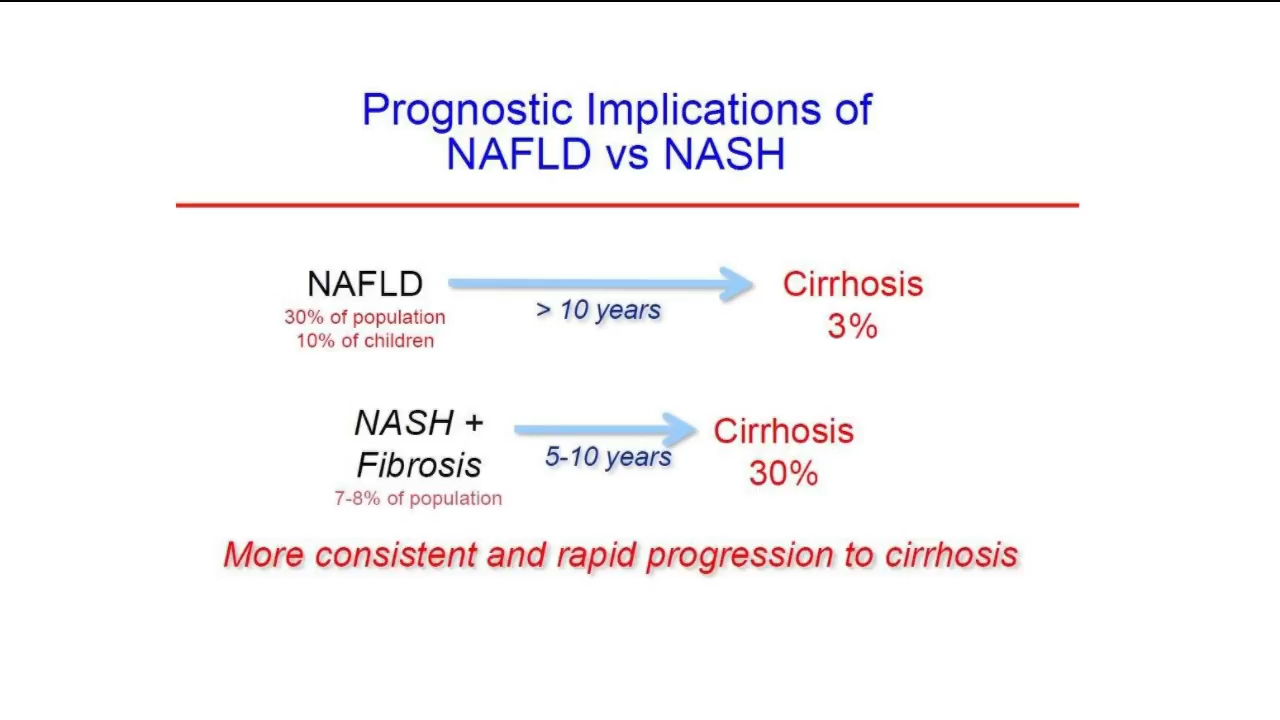 Prognostic Implications of
NAFLD vs NASH
NAFLD
30% of population
10% of children
> 10 years
Cirrhosis
3%
NASH +
Fibrosis
7-8% of population
5-10 years
Cirrhosis
30%
More consistent and rapid progression to cirrhosis